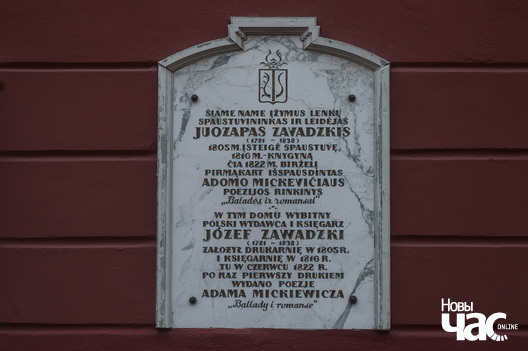 ŠIAME NAME ĮŽYMUS LENKŲ
SPAUSTUVININKAS IR LEIDĖJAS
JUOZAPAS ZAVADZKIS
(1781 – 1838)
1805 M. ĮSTEIGĖ SPAUSTUVĘ,
1816 M. - KNYGYNĄ
ČIA 1822 M. BIRŽELĮ
PIRMĄKART IŠSPAUSDINTAS
ADOMO MICKEVIČIAUS
POEZIJOS RINKINYS
„Baladės ir romansai"
W TYM DOMU WYBITNY
POLSKI WYDAWCA I KSIĘGARZ
JÓZEF ZAWADZKI
(1781 – 1838)
ZAŁOŻYŁ DRUKARNIĘ W 1805 R.
I KSIĘGARNIĘ W 1816 R.
TU W CZERWCU 1822 R.
PO RAZ PIERWSZY DRUKIEM
WYDANO POEZJE
ADAMA MICKIEWICZA
„Ballady i romanse"
Новы
Час
ONLINE